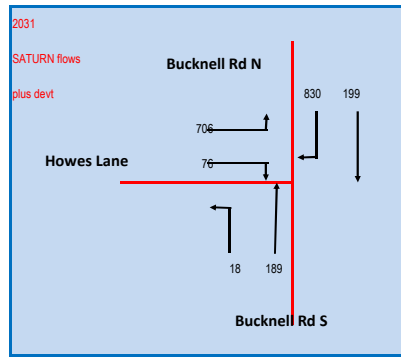 2031
SATURN flows
plus devt
Bucknell Rd N
830 199
706
Howes Lane
76
18 189
Bucknell Rd S